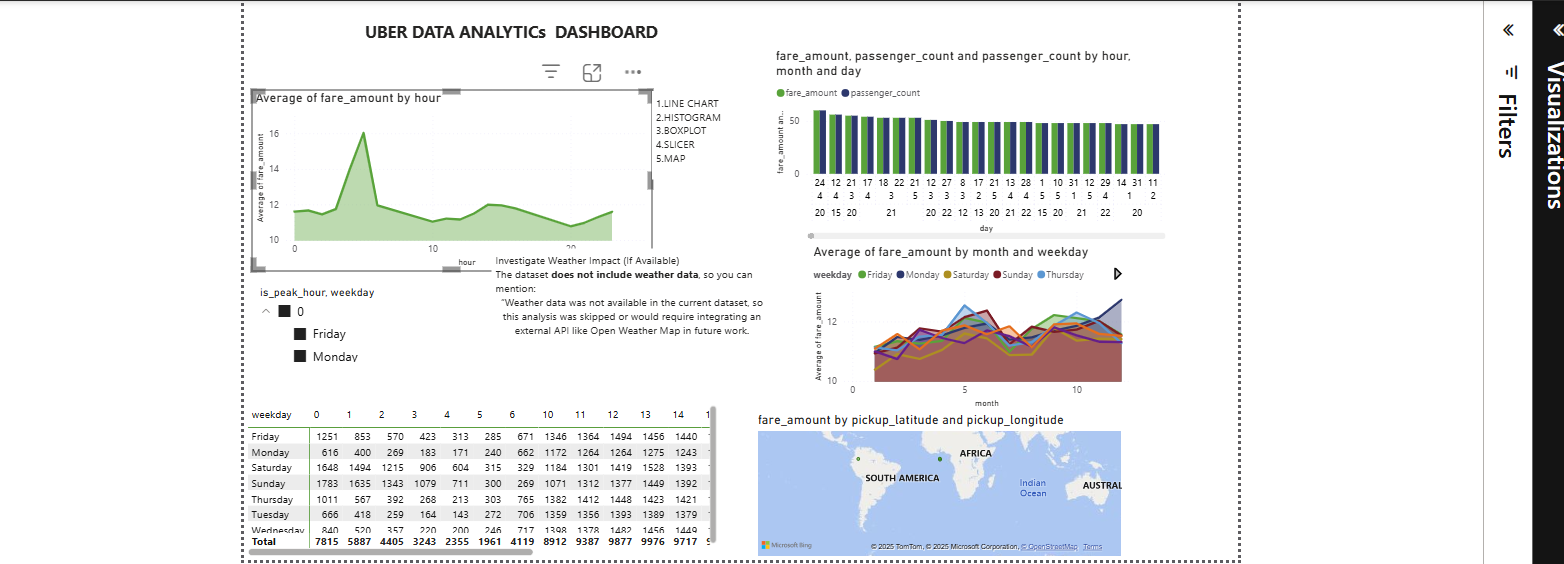 UBER DATA ANALYTICs DASHBOARD
Average of fare_amount by hour
Average of fare_amount
16
14
12
10
0 10 20
hour
1.LINE CHART
2.HISTOGRAM
3.BOXPLOT
4.SLICER
5.MAP
Investigate Weather Impact (If Available)
The dataset does not include weather data, so you can
mention:
"Weather data was not available in the current dataset, so
this analysis was skipped or would require integrating an
external API like Open Weather Map in future work.
is_peak_hour, weekday
0
Friday
Monday
weekday 0 1 2 3 4 5 6 10 11 12 13 14 1
Friday 1251 853 570 423 313 285 671 1346 1364 1494 1456 1440
Monday 616 400 269 183 171 240 662 1172 1264 1264 1275 1243
Saturday 1648 1494 1215 906 604 315 329 1184 1301 1419 1528 1393
Sunday 1783 1635 1343 1079 711 300 269 1071 1312 1377 1449 1392
Thursday 1011 567 392 268 213 303 765 1382 1412 1448 1423 1421
Tuesday 666 418 259 164 143 272 706 1359 1356 1393 1389 1379
Wednesday 840 520 357 220 200 246 717 1398 1378 1482 1456 1449
Total 7815 5887 4405 3243 2355 1961 4119 8912 9387 9877 9976 9717
fare_amount, passenger_count and passenger_count by hour,
month and day
fare_amount passenger_count
fare_amount an...
50
0
24 12 21 17 18 22 21 12 27 8 17 21 13 28 1 10 31 12 29 14 31 11
4 4 3 4 3 5 3 3 3 2 5 4 4 5 5 1 5 4 1 1 2
20 15 20 21 20 22 12 13 20 21 22 15 20 21 22 20
day
Average of fare_amount by month and weekday
weekday Friday Monday Saturday Sunday Thursday
Average of fare_amount
12
10
0 5 10
month
fare_amount by pickup_latitude and pickup_longitude
AFRICA
SOUTH AMERICA
Indian
Ocean
AUSTRAL
Microsoft Bing
© 2025 TomTom, © 2025 Microsoft Corporation, © OpenStreetMap Terms
Filters
Visualizations